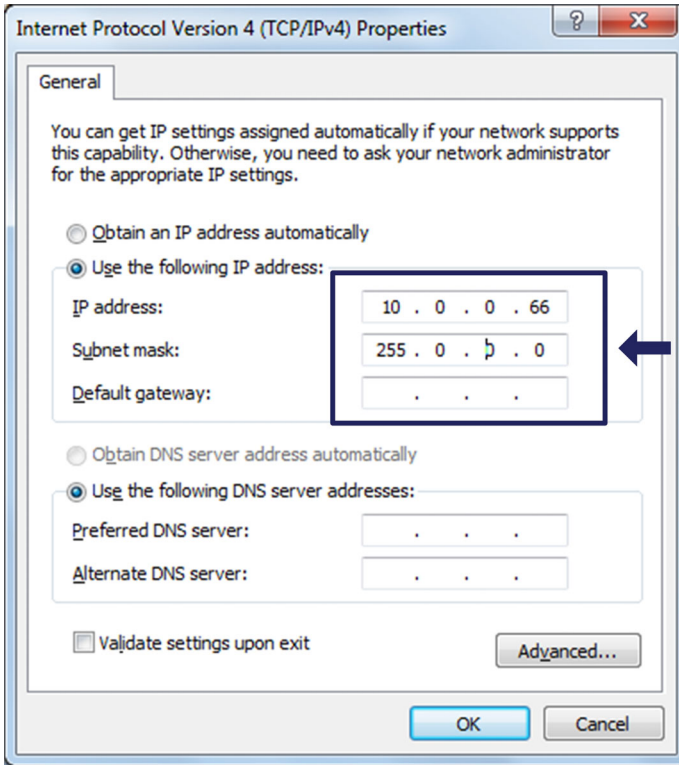 Internet Protocol Version 4 (TCP/IPv4) Properties
?
X
General
You can get IP settings assigned automatically if your network supports
this capability. Otherwise, you need to ask your network administrator
for the appropriate IP settings.
Obtain an IP address automatically
Use the following IP address:
IP address: 10 . 0 . 0 . 66
Subnet mask: 255 . 0 . 0 . 0
Default gateway: . . .
Obtain DNS server address automatically
Use the following DNS server addresses:
Preferred DNS server: . . .
Alternate DNS server: . . .
Validate settings upon exit
Advanced...
OK Cancel